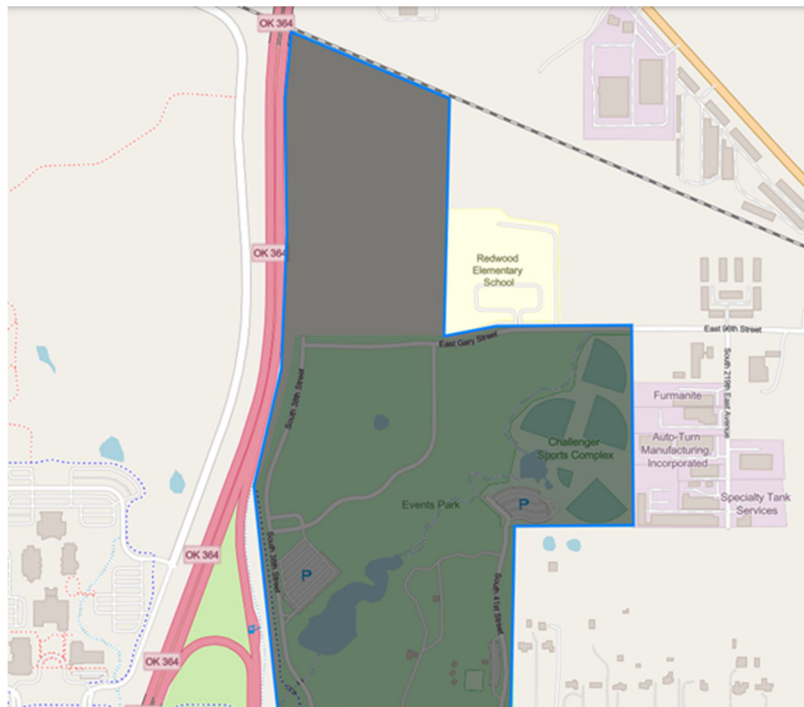 OK 364
OK 364
Redwood
Elementary
School
East Gary Street
East 96th Street
South 38th Street
South 219th East Avenue
Furmanite
Auto-Turn
Manufacturing,
Incorporated
Challenger
Sports Complex
Specialty Tank
Services
Events Park
P
South 38th Street
OK 364
P
South 41st Street
OK 364